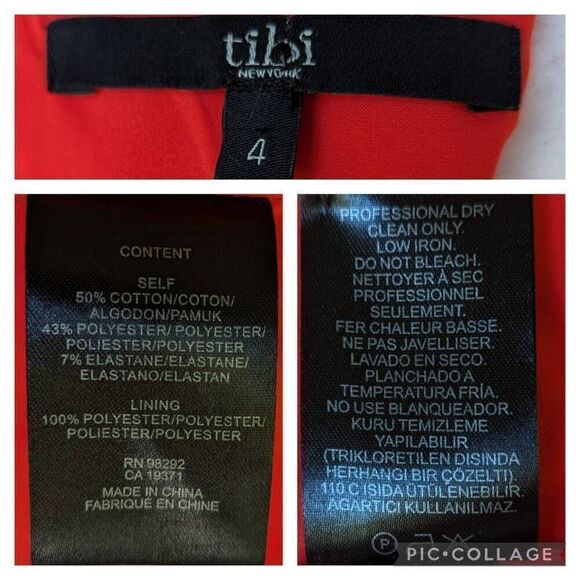 tibi
NEW YORK
4
CONTENT
SELF
50% COTTON/COTON/
ALGODON/PAMUK
43% POLYESTER/POLYESTER/
POLIESTER/POLYESTER
7% ELASTANE/ELASTANE/
ELASTANO/ELASTAN
LINING
100% POLYESTER/POLYESTER/
POLIESTER/POLYESTER
RN 98292
CA 19371
MADE IN CHINA
FABRIQUÉ EN CHINE
PROFESSIONAL DRY
CLEAN ONLY.
LOW IRON.
DO NOT BLEACH.
NETTOYER À SEC
PROFESSIONNEL
SEULEMENT.
FER CHALEUR BASSE.
NE PAS JAVELLISER.
LAVADO EN SECO.
PLANCHADO A
TEMPERATURA FRÍA.
NO USE BLANQUEADOR.
KURU TEMIZLEME
YAPILABILIR
(TRIKLORETILEN DISINDA
HERHANGI BIR ÇÖZELTI).
110 C ISIDA ÜTÜLENEBILIR.
AGARTICI KULLANILMAZ.
P
PIC•COLLAGE